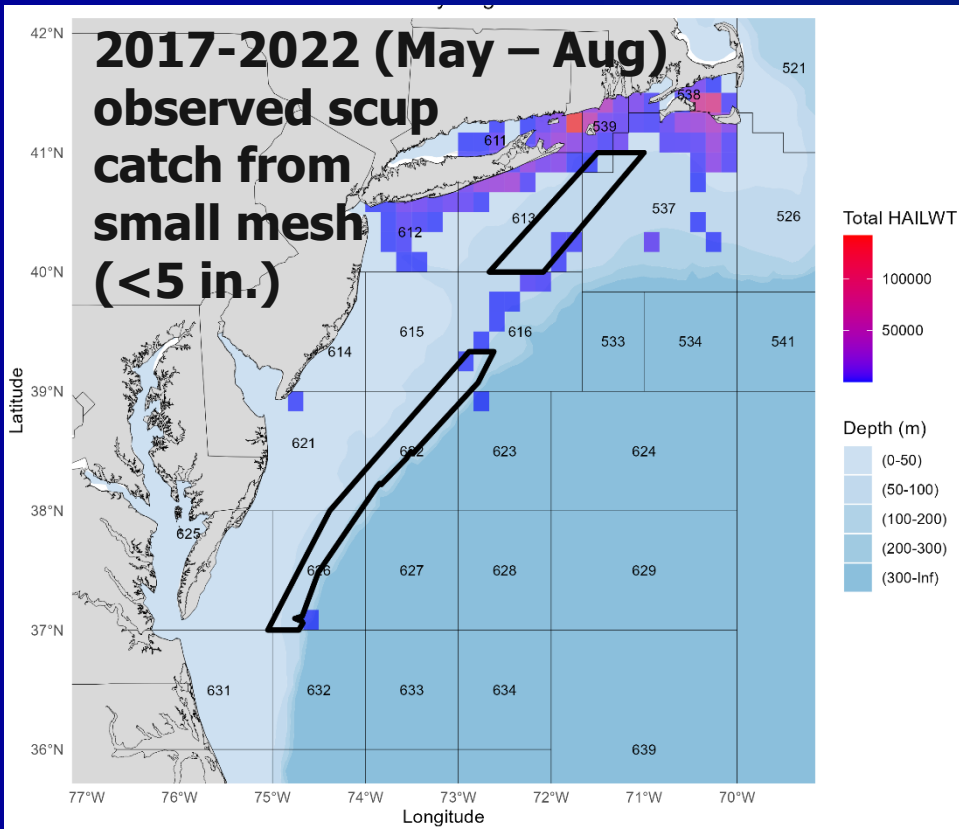 2017-2022 (May – Aug)
observed scup
catch from
small mesh
(<5 in.)
42°N
41°N
40°N
39°N
38°N
37°N
36°N
Latitude
77°W 76°W 75°W 74°W 73°W 72°W 71°W 70°W
Longitude
521
538
539
611
613
537
526
612
615
616
533
534
541
614
621
622
623
624
625
626
627
628
629
631
632
633
634
639
Total HAILWT
100000
50000
Depth (m)
(0-50)
(50-100)
(100-200)
(200-300)
(300-Inf)